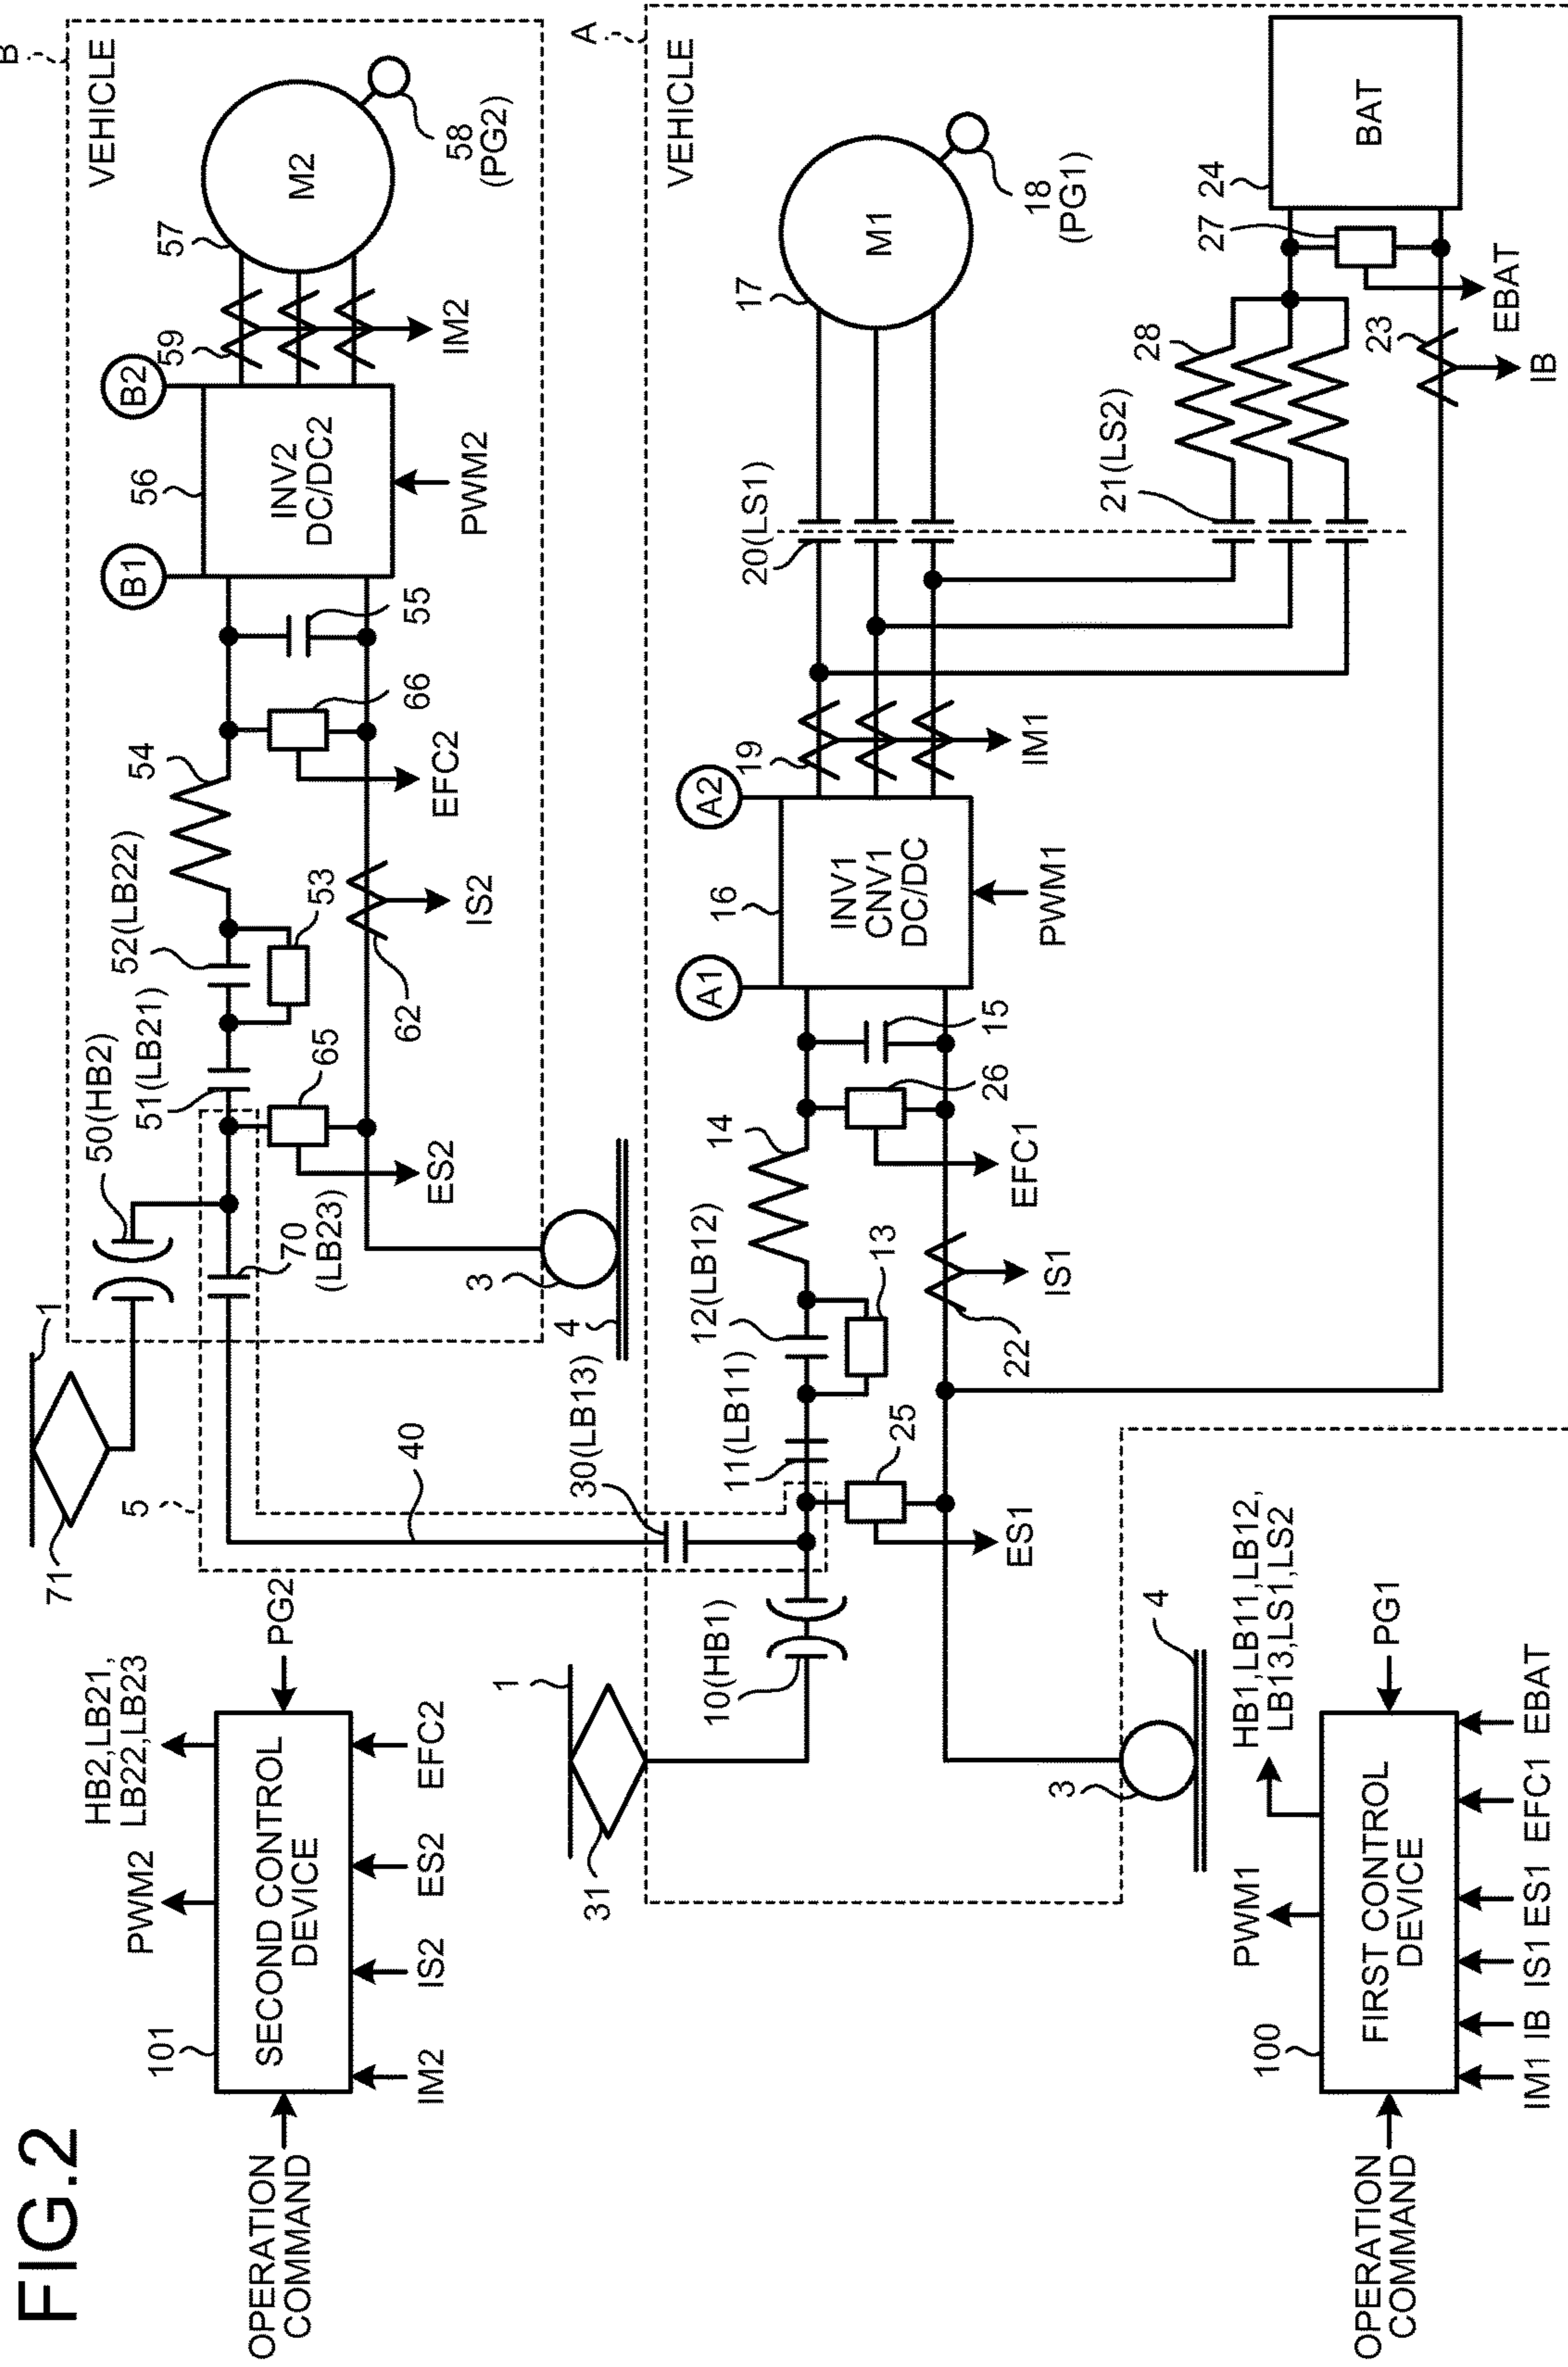 FIG.2
B
VEHICLE
57
M2
58
(PG2)
59
IM2
B2
56
INV2
DC/DC2
PWM2
B1
55
66
EFC2
54
52(LB22)
53
IS2
62
51(LB21)
50(HB2)
65
ES2
70
(LB23)
3
4
1
71
5
40
30(LB13)
HB2,LB21,
LB22,LB23
PG2
PWM2
101
SECOND CONTROL
DEVICE
EFC2
ES2
IS2
IM2
OPERATION
COMMAND
A
VEHICLE
17
M1
18
(PG1)
BAT
24
27
EBAT
28
23
IB
21(LS2)
20(LS1)
19
IM1
A2
16
INV1
CNV1
DC/DC
PWM1
A1
15
26
EFC1
14
12(LB12)
13
IS1
22
11(LB11)
25
ES1
10(HB1)
1
31
3
4
HB1,LB11,LB12,
LB13,LS1,LS2
PG1
PWM1
100
FIRST CONTROL
DEVICE
EBAT
EFC1
ES1
IS1
IB
IM1
OPERATION
COMMAND